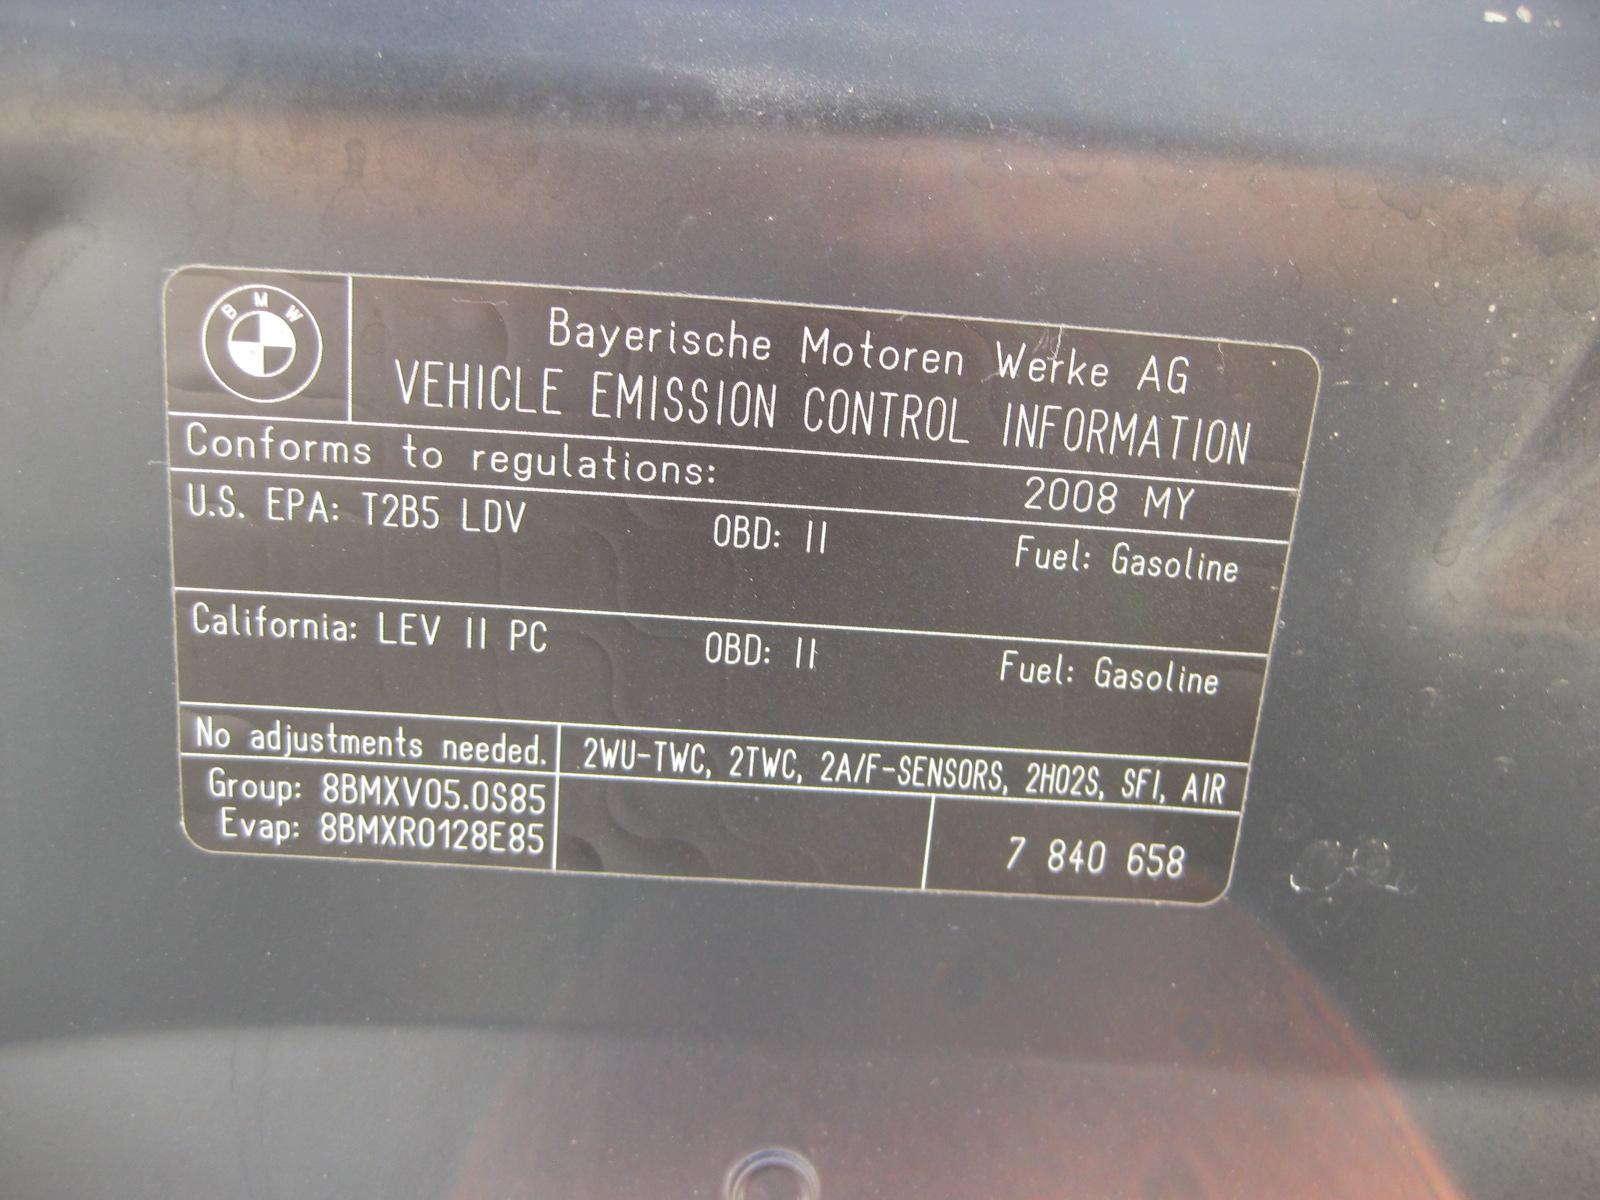 BMW
Bayerische Motoren Werke AG
VEHICLE EMISSION CONTROL INFORMATION
Conforms to regulations: 2008 MY
U.S. EPA: T2B5 LDV OBD: II Fuel: Gasoline
California: LEV II PC OBD: II Fuel: Gasoline
No adjustments needed. 2WU-TWC, 2TWC, 2A/F-SENSORS, 2HO2S, SFI, AIR
Group: 8BMXV05.0S85
Evap: 8BMXR0128E85
7 840 658